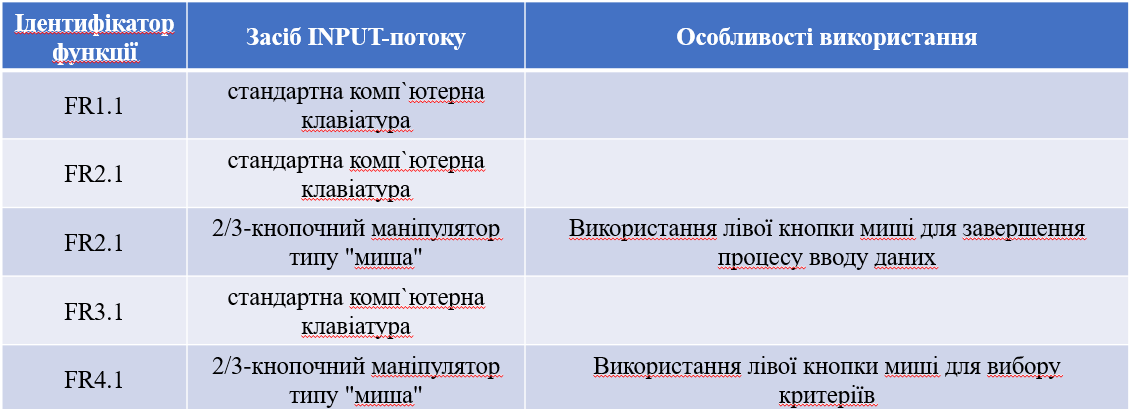 Ідентифікатор
функції
Засіб INPUT-потоку
Особливості використання
FR1.1
стандартна комп`ютерна
клавіатура
FR2.1
стандартна комп`ютерна
клавіатура
FR2.1
2/3-кнопочний маніпулятор
типу "миша"
Використання лівої кнопки миші для завершення
процесу вводу даних
FR3.1
стандартна комп`ютерна
клавіатура
FR4.1
2/3-кнопочний маніпулятор
типу "миша"
Використання лівої кнопки миші для вибору
критеріїв